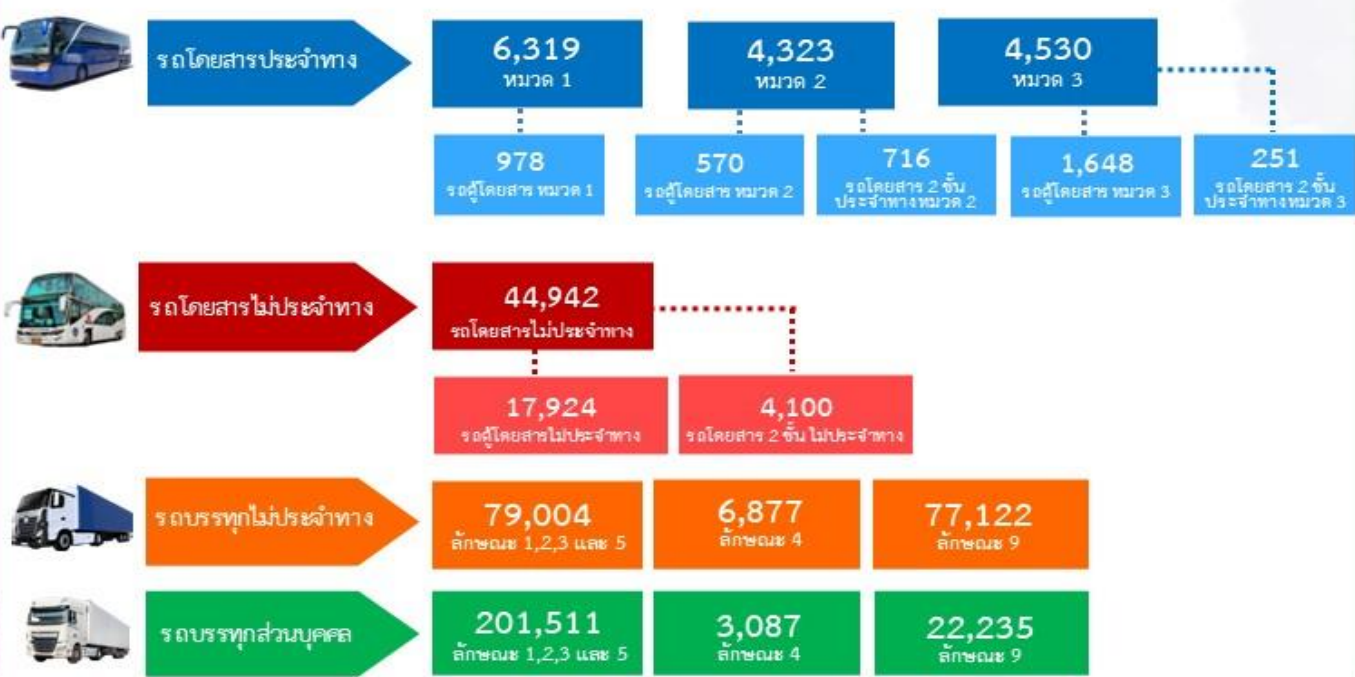 รถโดยสารประจำทาง
6,319
หมวด 1
4,323
หมวด 2
4,530
หมวด 3
978
รถตู้โดยสาร หมวด 1
570
รถตู้โดยสาร หมวด 2
716
รถโดยสาร 2 ชั้น
ประจำทางหมวด 2
1,648
รถตู้โดยสาร หมวด 3
251
รถโดยสาร 2 ชั้น
ประจำทางหมวด 3
รถโดยสารไม่ประจำทาง
44,942
รถโดยสารไม่ประจำทาง
17,924
รถตู้โดยสารไม่ประจำทาง
4,100
รถโดยสาร 2 ชั้น ไม่ประจำทาง
รถบรรทุกไม่ประจำทาง
79,004
ลักษณะ 1,2,3 และ 5
6,877
ลักษณะ 4
77,122
ลักษณะ 9
รถบรรทุกส่วนบุคคล
201,511
ลักษณะ 1,2,3 และ 5
3,087
ลักษณะ 4
22,235
ลักษณะ 9